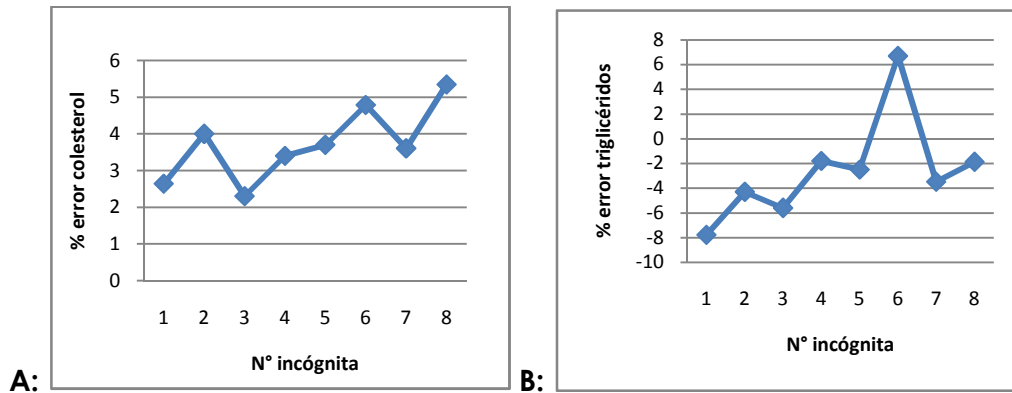 % error colesterol
6
5
4
3
2
1
0
1 2 3 4 5 6 7 8
N° incógnita
A:
% error triglicéridos
8
6
4
2
0
-2
-4
-6
-8
-10
1 2 3 4 5 6 7 8
N° incógnita
B: